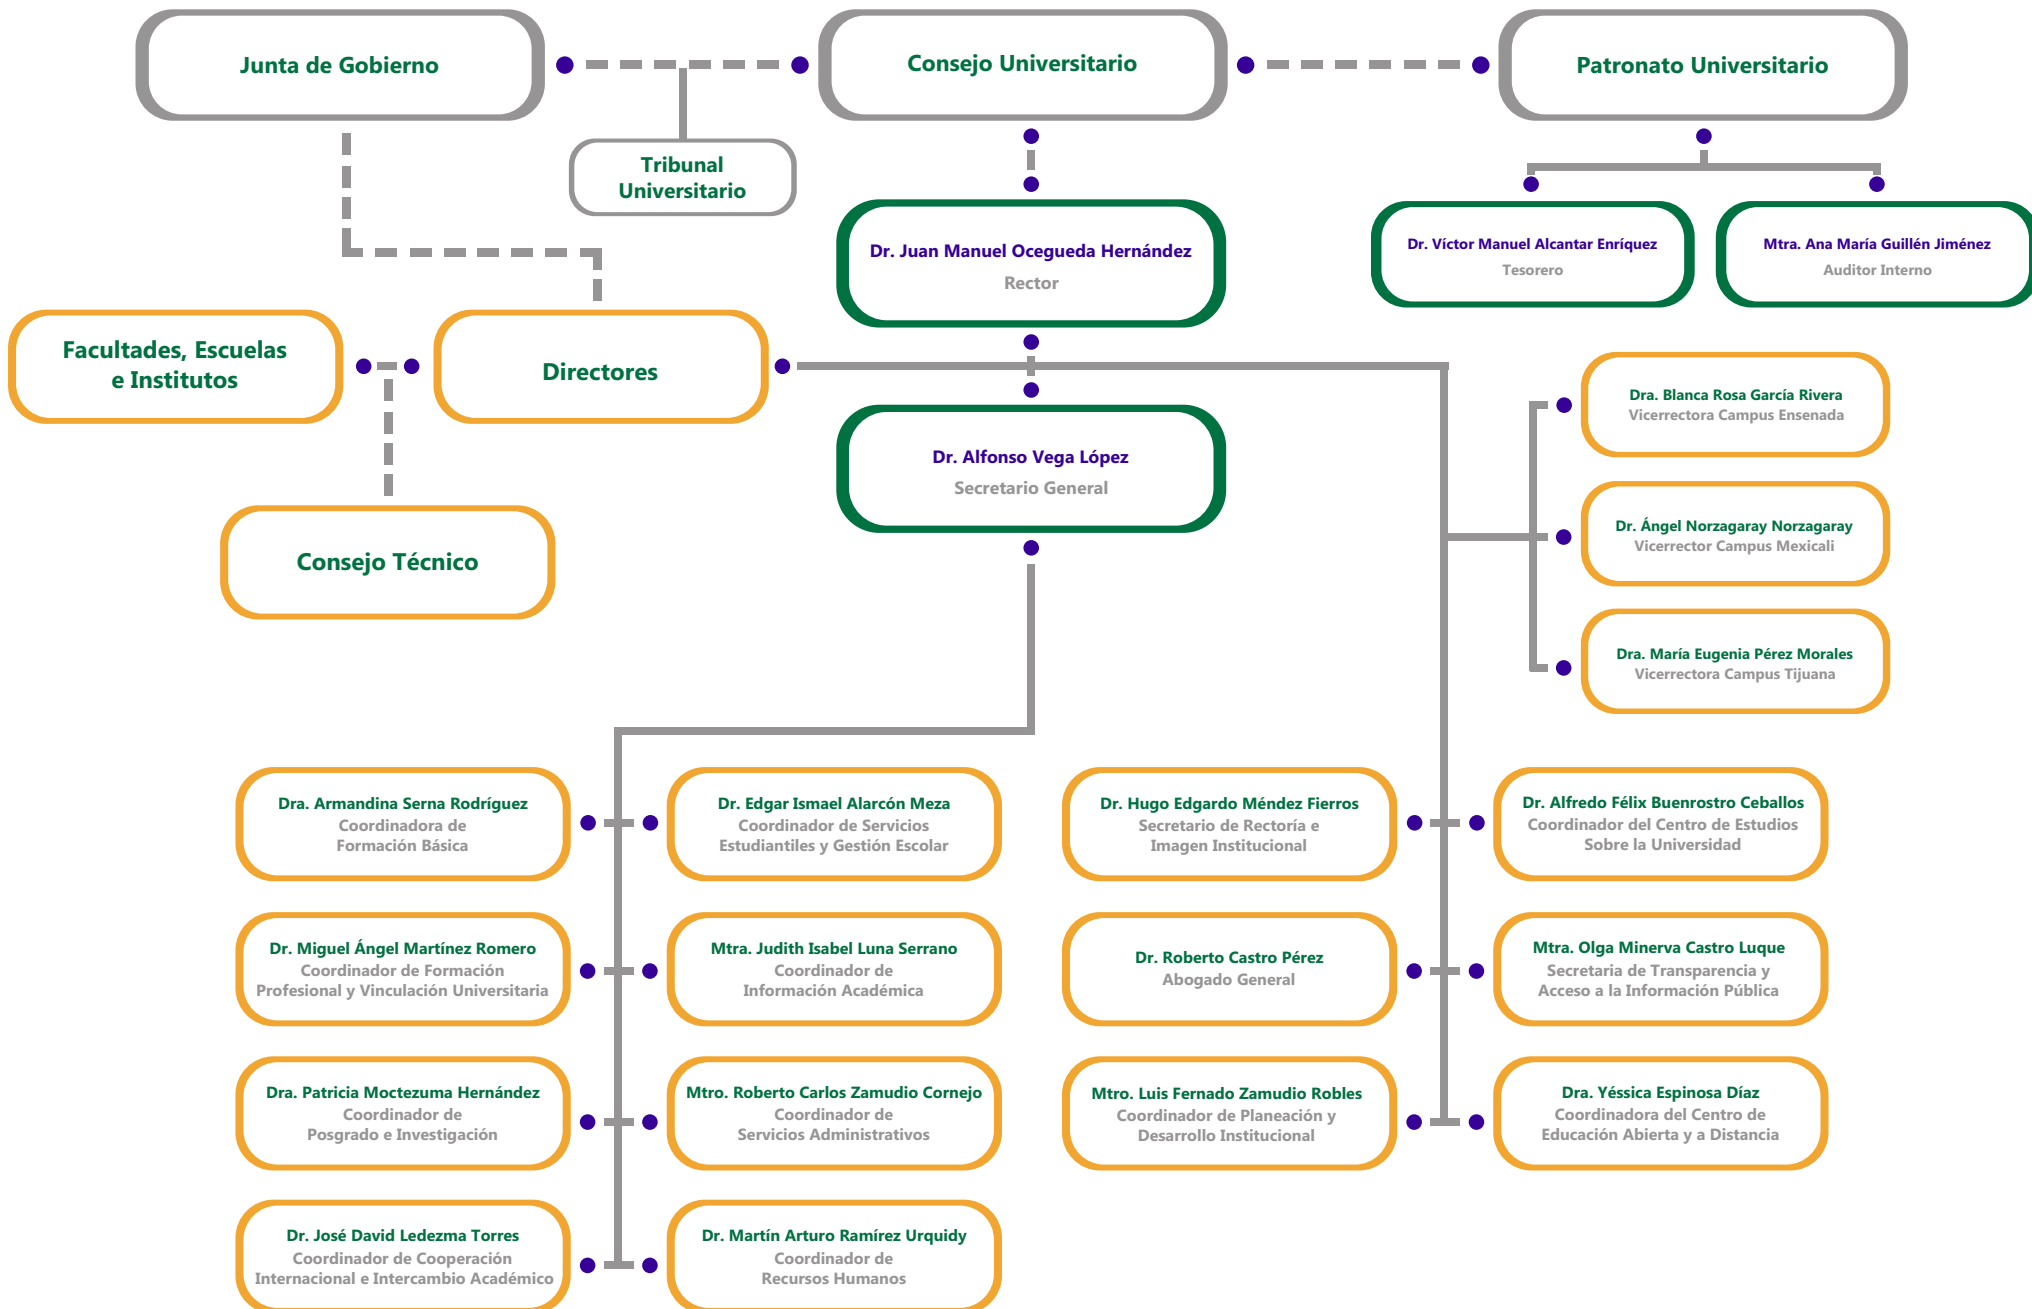 Junta de Gobierno
Consejo Universitario
Patronato Universitario
Tribunal
Universitario
Dr. Juan Manuel Ocegueda Hernández
Rector
Dr. Víctor Manuel Alcantar Enríquez
Tesorero
Mtra. Ana María Guillén Jiménez
Auditor Interno
Facultades, Escuelas
e Institutos
Directores
Dr. Alfonso Vega López
Secretario General
Consejo Técnico
Dra. Blanca Rosa García Rivera
Vicerrectora Campus Ensenada
Dr. Ángel Norzagaray Norzagaray
Vicerrector Campus Mexicali
Dra. María Eugenia Pérez Morales
Vicerrectora Campus Tijuana
Dra. Armandina Serna Rodríguez
Coordinadora de
Formación Básica
Dr. Edgar Ismael Alarcón Meza
Coordinador de Servicios
Estudiantiles y Gestión Escolar
Dr. Hugo Edgardo Méndez Fierros
Secretario de Rectoría e
Imagen Institucional
Dr. Alfredo Félix Buenrostro Ceballos
Coordinador del Centro de Estudios
Sobre la Universidad
Dr. Miguel Ángel Martínez Romero
Coordinador de Formación
Profesional y Vinculación Universitaria
Mtra. Judith Isabel Luna Serrano
Coordinador de
Información Académica
Dr. Roberto Castro Pérez
Abogado General
Mtra. Olga Minerva Castro Luque
Secretaria de Transparencia y
Acceso a la Información Pública
Dra. Patricia Moctezuma Hernández
Coordinador de
Posgrado e Investigación
Mtro. Roberto Carlos Zamudio Cornejo
Coordinador de
Servicios Administrativos
Mtro. Luis Fernado Zamudio Robles
Coordinador de Planeación y
Desarrollo Institucional
Dra. Yéssica Espinosa Díaz
Coordinadora del Centro de
Educación Abierta y a Distancia
Dr. José David Ledezma Torres
Coordinador de Cooperación
Internacional e Intercambio Académico
Dr. Martín Arturo Ramírez Urquidy
Coordinador de
Recursos Humanos